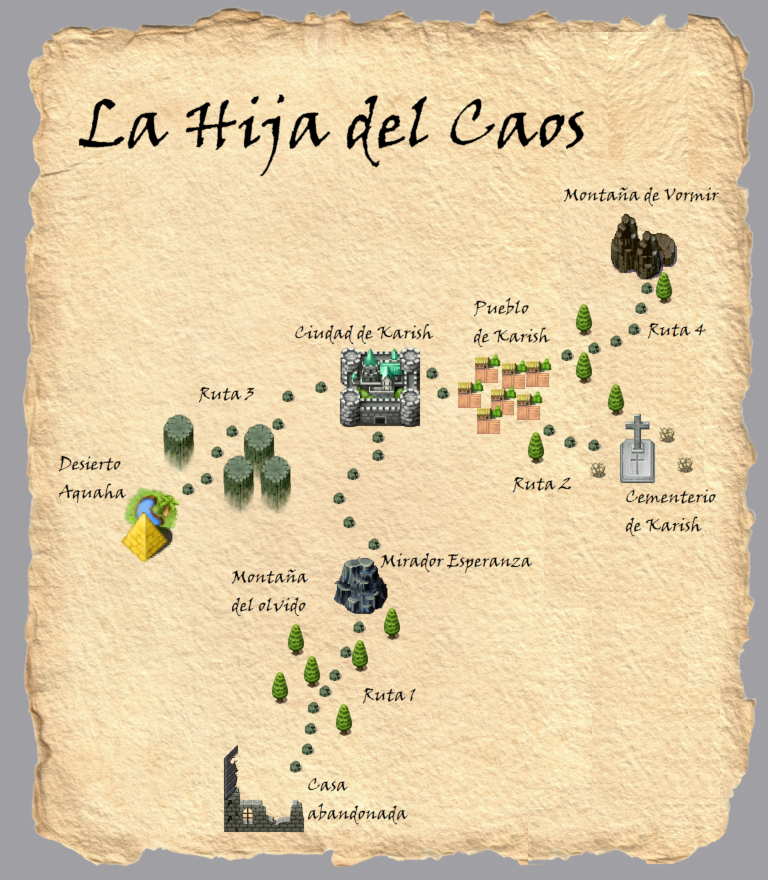 La Hija del Caos
Montaña de Vormir
Pueblo
de Karish
Ciudad de Karish
Ruta 4
Ruta 3
Desierto
Aquaha
Ruta 2
Cementerio
de Karish
Mirador Esperanza
Montaña
del olvido
Ruta 1
Casa
abandonada